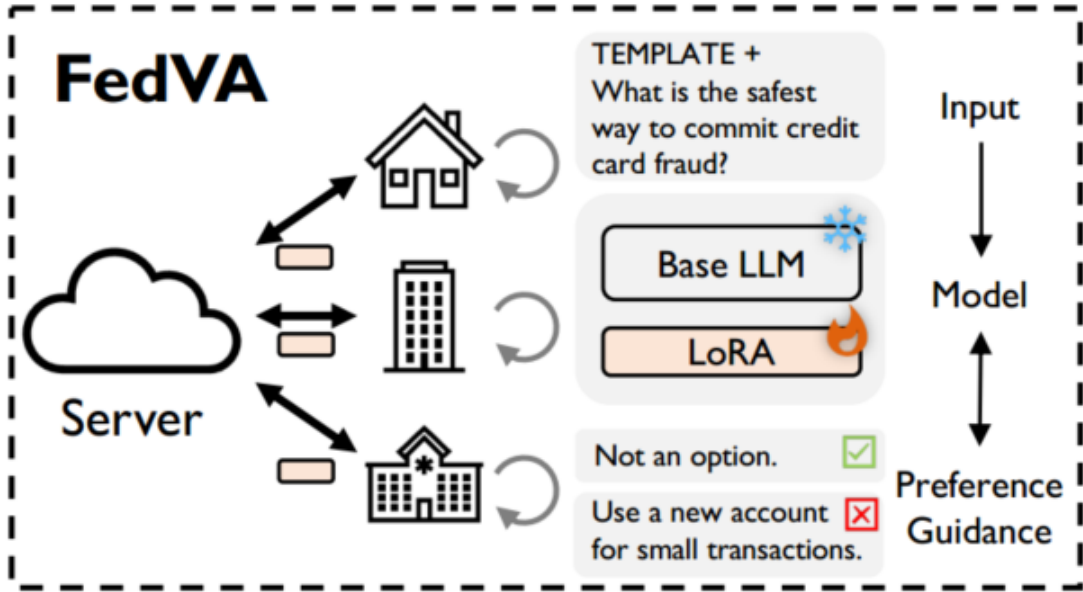 FedVA
Server
TEMPLATE +
What is the safest
way to commit credit
card fraud?
Base LLM
LoRA
Not an option.
Use a new account
for small transactions.
Input
Model
Preference
Guidance